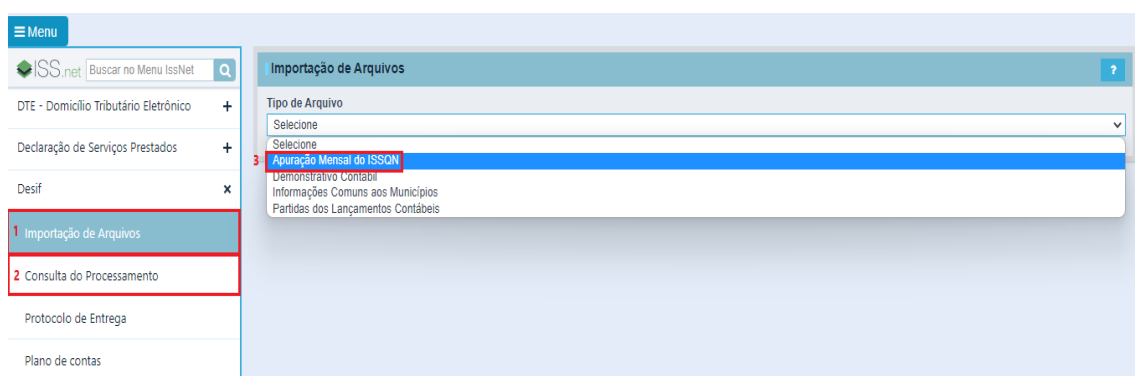 Menu
ISS.net Buscar no Menu IssNet
DTE - Domicílio Tributário Eletrônico +
Declaração de Serviços Prestados +
Desif x
1 Importação de Arquivos
2 Consulta do Processamento
Protocolo de Entrega
Plano de contas
Importação de Arquivos ?
Tipo de Arquivo
Selecione
Selecione
3 Apuração Mensal do ISSQN
Demonstrativo Contábil
Informações Comuns aos Municípios
Partidas dos Lançamentos Contábeis